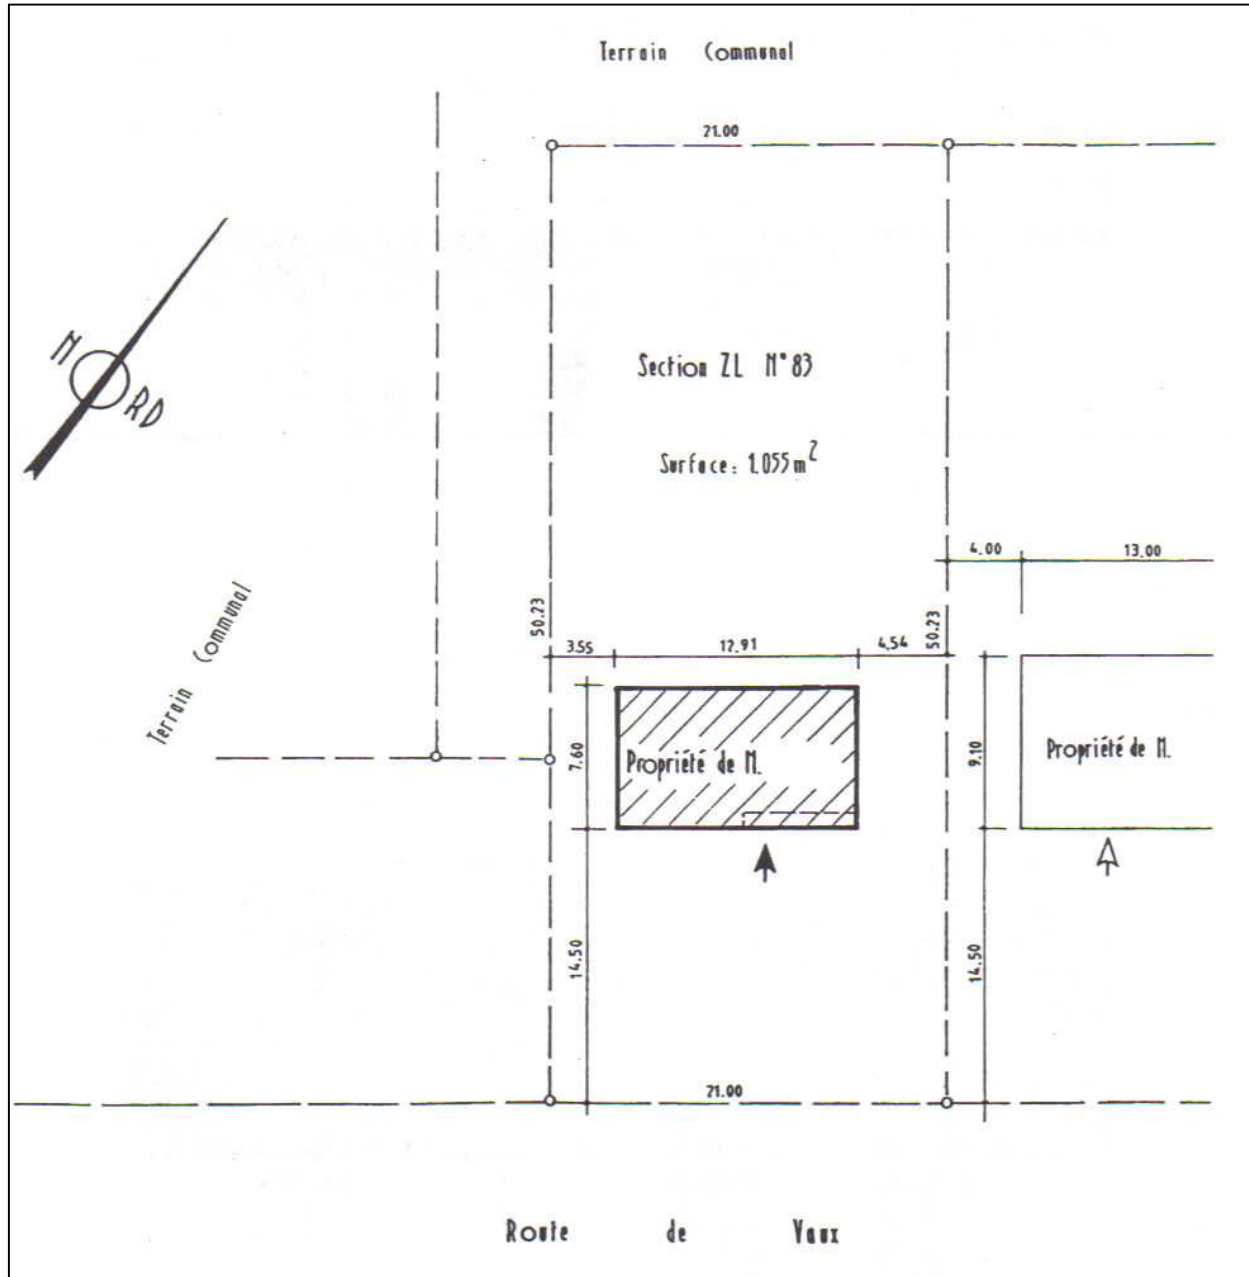 Terrain Communal
21.00
N RD
Section ZL N° 83
Surface : 1.055 m²
4.00 13.00
50.23
3.55 12.91 4.54
50.23
Terrain Communal
7.60
Propriété de M.
9.10
Propriété de M.
14.50
14.50
21.00
Route de Vaux